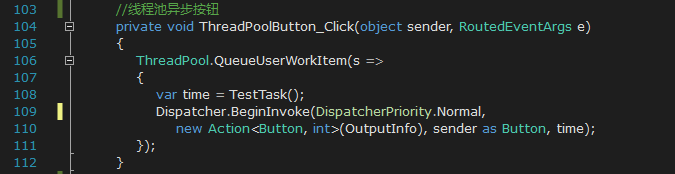 103 //线程池异步按钮
104 private void ThreadPoolButton_Click(object sender, RoutedEventArgs e)
105 {
106 ThreadPool.QueueUserWorkItem(s =>
107 {
108 var time = TestTask();
109 Dispatcher.BeginInvoke(DispatcherPriority.Normal,
110 new Action<Button, int>(OutputInfo), sender as Button, time);
111 });
112 }